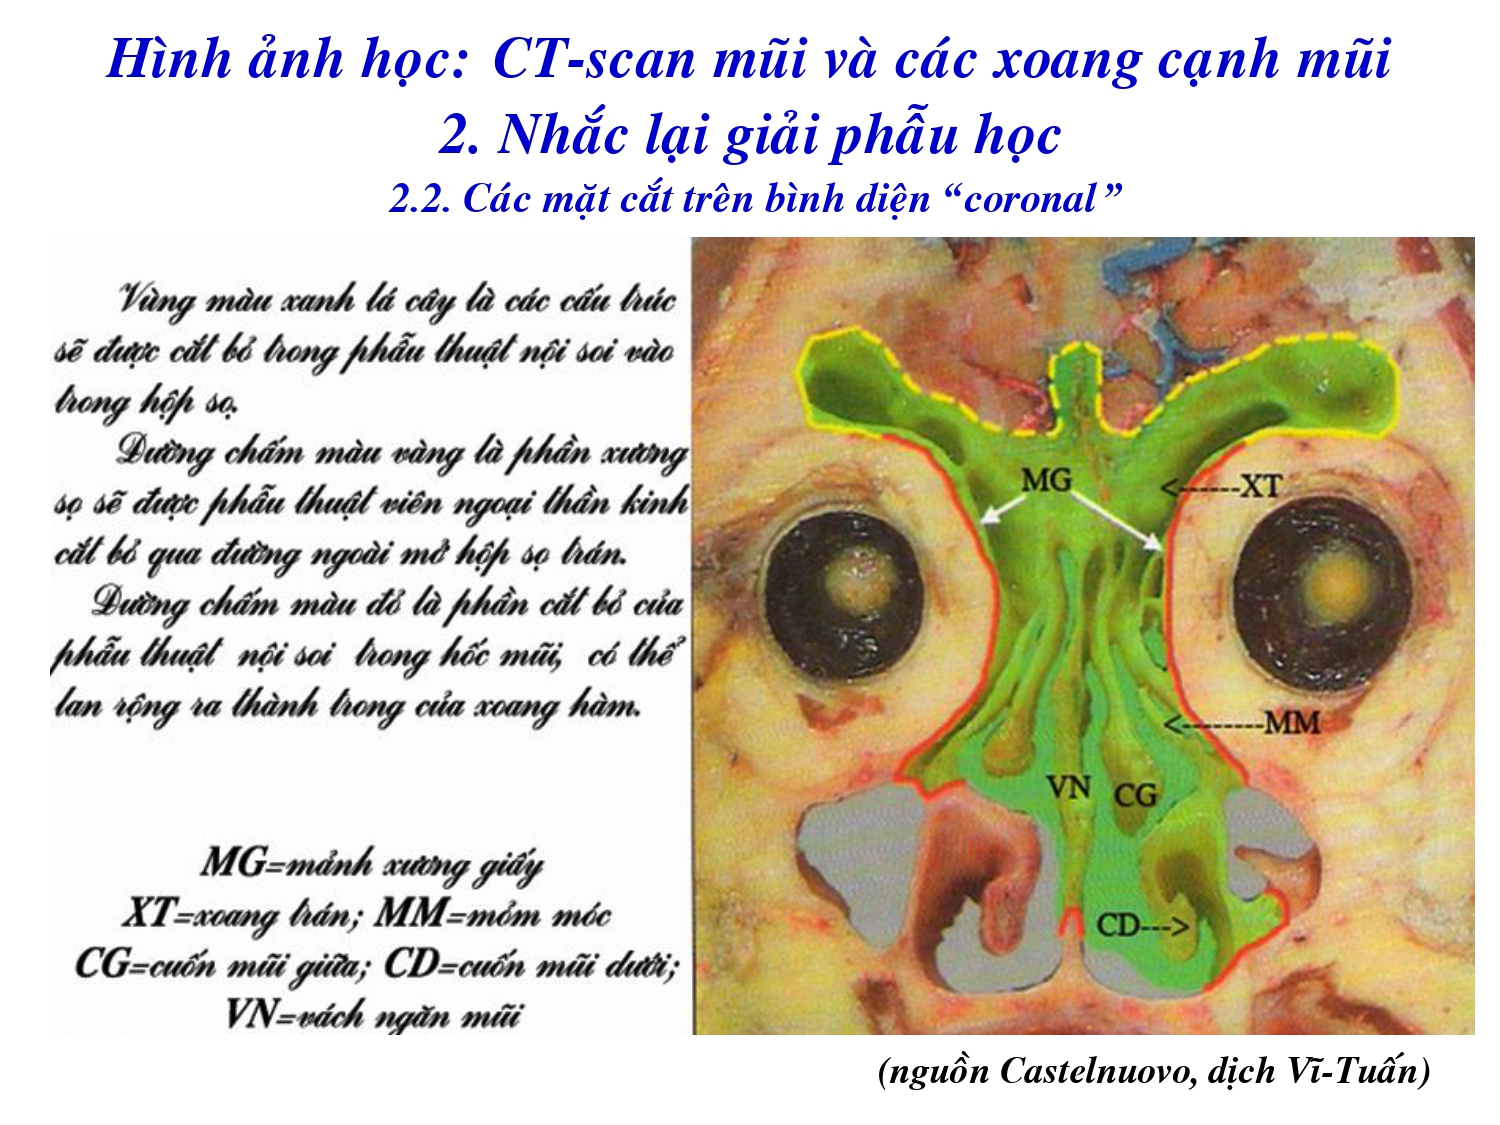 Hình ảnh học: CT-scan mũi và các xoang cạnh mũi
2. Nhắc lại giải phẫu học
2.2. Các mặt cắt trên bình diện “coronal”
Vùng màu xanh lá cây là các cấu trúc
sẽ được cắt bỏ trong phẫu thuật nội soi vào
trong hộp sọ.
Đường chấm màu vàng là phần xương
sọ sẽ được phẫu thuật viên ngoại thần kinh
cắt bỏ qua đường ngoài mở hộp sọ trán.
Đường chấm màu đỏ là phần cắt bỏ của
phẫu thuật nội soi trong hốc mũi, có thể
lan rộng ra thành trong của xoang hàm.
MG=mảnh xương giấy
XT=xoang trán; MM=mỏm móc
CG=cuốn mũi giữa; CD=cuốn mũi dưới;
VN=vách ngăn mũi
MG
<------XT
<--------MM
VN
CG
CD--->
(nguồn Castelnuovo, dịch Vĩ-Tuấn)